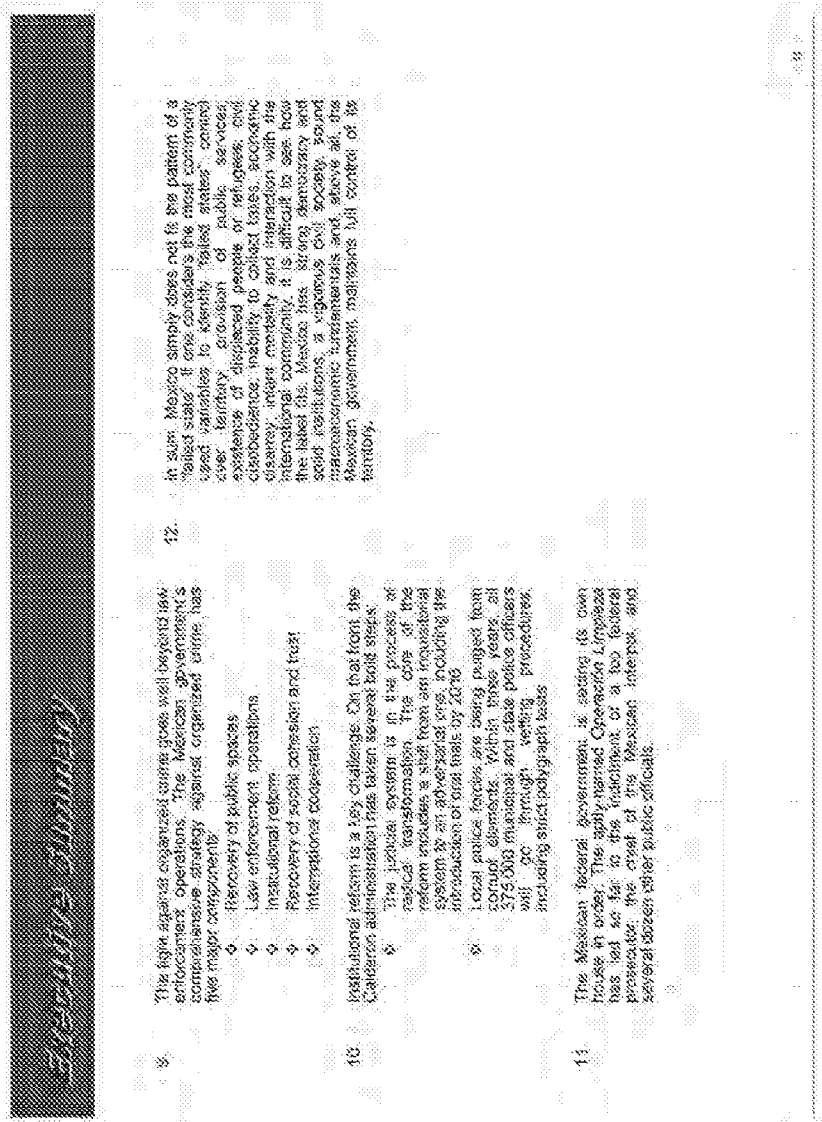 Executive Summary
9. The fight against organized crime goes well beyond law
enforcement operations. The Mexican government's
comprehensive strategy against organized crime has
five major components:
❖ Recovery of public spaces
❖ Law enforcement operations
❖ Institutional reform
❖ Recovery of social cohesion and trust
❖ International cooperation
10. Institutional reform is a key challenge. On that front the
Calderon administration has taken several bold steps:
❖ The judicial system is in the process of
radical transformation. The core of the
reform includes a shift from an inquisitorial
system to an adversarial one, including the
introduction of oral trials by 2016
❖ Local police forces are being purged from
corrupt elements. Within three years, all
375,000 municipal and state police officers
will go through vetting procedures,
including strict polygraph tests
11. The Mexican federal government is setting its own
house in order. The aptly named Operación Limpieza
has led so far to the indictment of a top federal
prosecutor, the chief of the Mexican Interpol, and
several dozen other public officials.
12. In sum, Mexico simply does not fit the pattern of a
"failed state". If one considers the most commonly
used variables to identify "failed states": control
over territory, provision of public services,
existence of displaced people or refugees, civil
disobedience, inability to collect taxes, economic
disarray, infant mortality and interaction with the
international community, it is difficult to see how
the label fits. Mexico has strong democracy and
solid institutions, a vigorous civil society, sound
macroeconomic fundamentals and, above all, the
Mexican government maintains full control of its
territory.